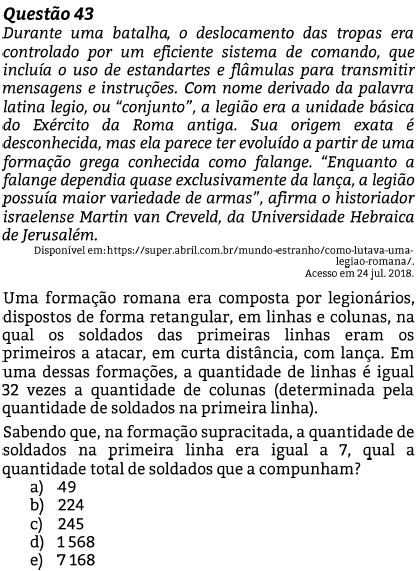 Questão 43
Durante uma batalha, o deslocamento das tropas era
controlado por um eficiente sistema de comando, que
incluía o uso de estandartes e flâmulas para transmitir
mensagens e instruções. Com nome derivado da palavra
latina legio, ou “conjunto”, a legião era a unidade básica
do Exército da Roma antiga. Sua origem exata é
desconhecida, mas ela parece ter evoluído a partir de uma
formação grega conhecida como falange. “Enquanto a
falange dependia quase exclusivamente da lança, a legião
possuía maior variedade de armas”, afirma o historiador
israelense Martin van Creveld, da Universidade Hebraica
de Jerusalém.
Disponível em: https://super.abril.com.br/mundo-estranho/como-lutava-uma-
legiao-romana/.
Acesso em 24 jul. 2018.
Uma formação romana era composta por legionários,
dispostos de forma retangular, em linhas e colunas, na
qual os soldados das primeiras linhas eram os
primeiros a atacar, em curta distância, com lança. Em
uma dessas formações, a quantidade de linhas é igual
32 vezes a quantidade de colunas (determinada pela
quantidade de soldados na primeira linha).
Sabendo que, na formação supracitada, a quantidade de
soldados na primeira linha era igual a 7, qual a
quantidade total de soldados que a compunham?
a) 49
b) 224
c) 245
d) 1 568
e) 7 168